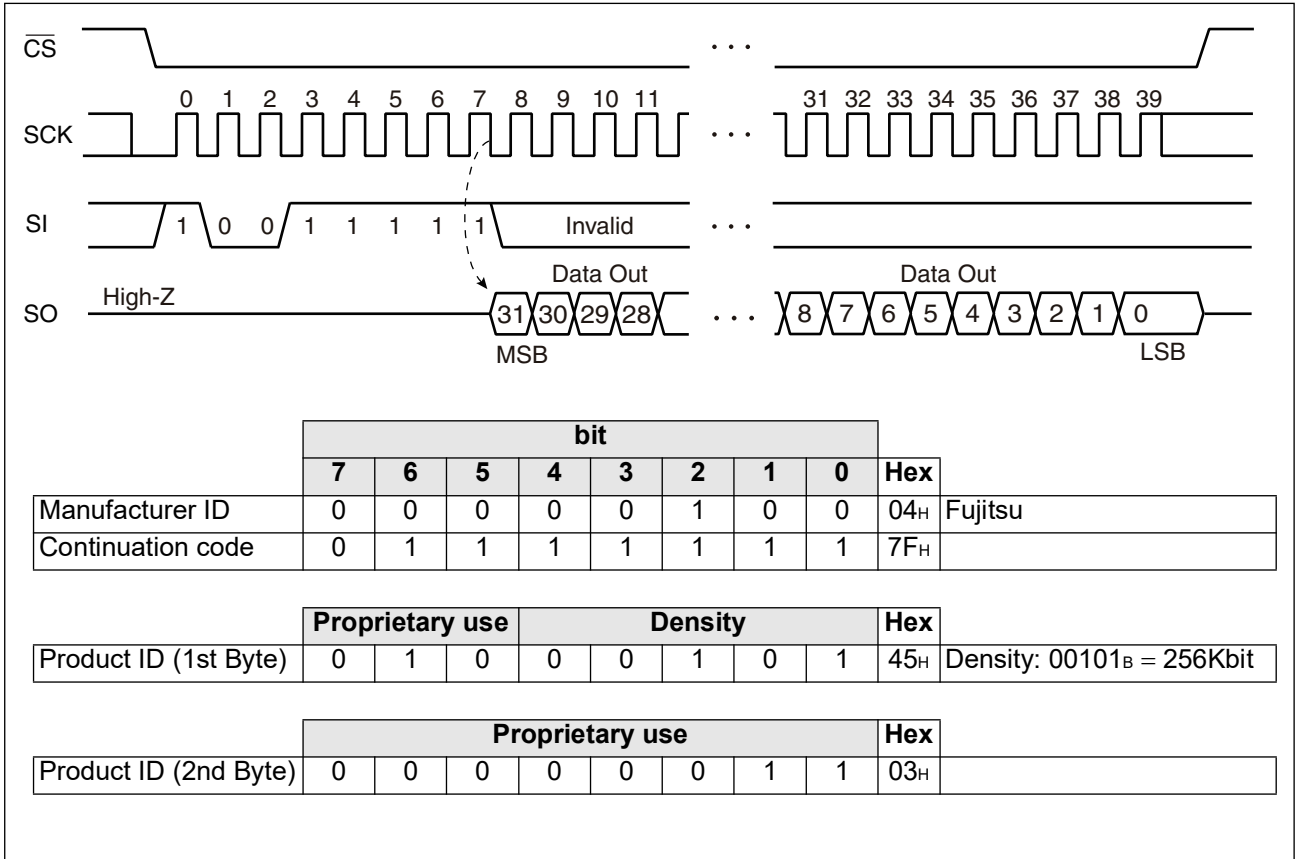 CS
· · ·
0 1 2 3 4 5 6 7 8 9 10 11 31 32 33 34 35 36 37 38 39
SCK
· · ·
SI 1 0 0 1 1 1 1 1 Invalid · · ·
Data Out Data Out
High-Z
SO 31 30 29 28 · · · 8 7 6 5 4 3 2 1 0
MSB LSB
bit
7 6 5 4 3 2 1 0 Hex
Manufacturer ID 0 0 0 0 0 1 0 0 04H Fujitsu
Continuation code 0 1 1 1 1 1 1 1 7FH
Proprietary use Density Hex
Product ID (1st Byte) 0 1 0 0 0 1 0 1 45H Density: 00101B = 256Kbit
Proprietary use Hex
Product ID (2nd Byte) 0 0 0 0 0 0 1 1 03H